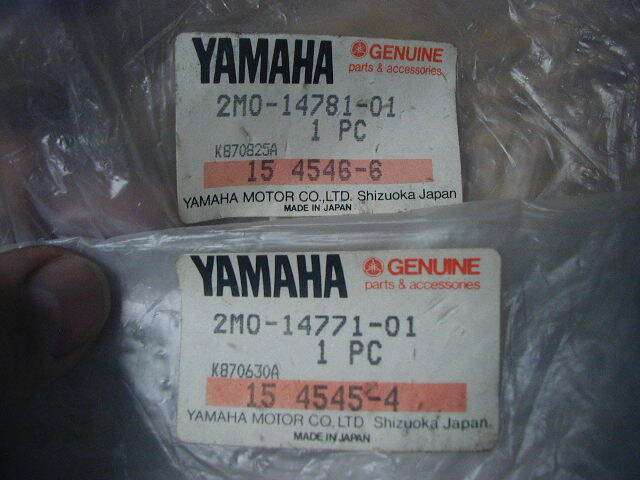 YAMAHA GENUINE
parts & accessories
2M0-14781-01
1 PC
K870825A
15 4546-6
YAMAHA MOTOR CO.,LTD. Shizuoka Japan
MADE IN JAPAN
YAMAHA GENUINE
parts & accessories
2M0-14771-01
1 PC
K870630A
15 4545-4
YAMAHA MOTOR CO. LTD. Shizuoka Japan.
MADE IN JAPAN